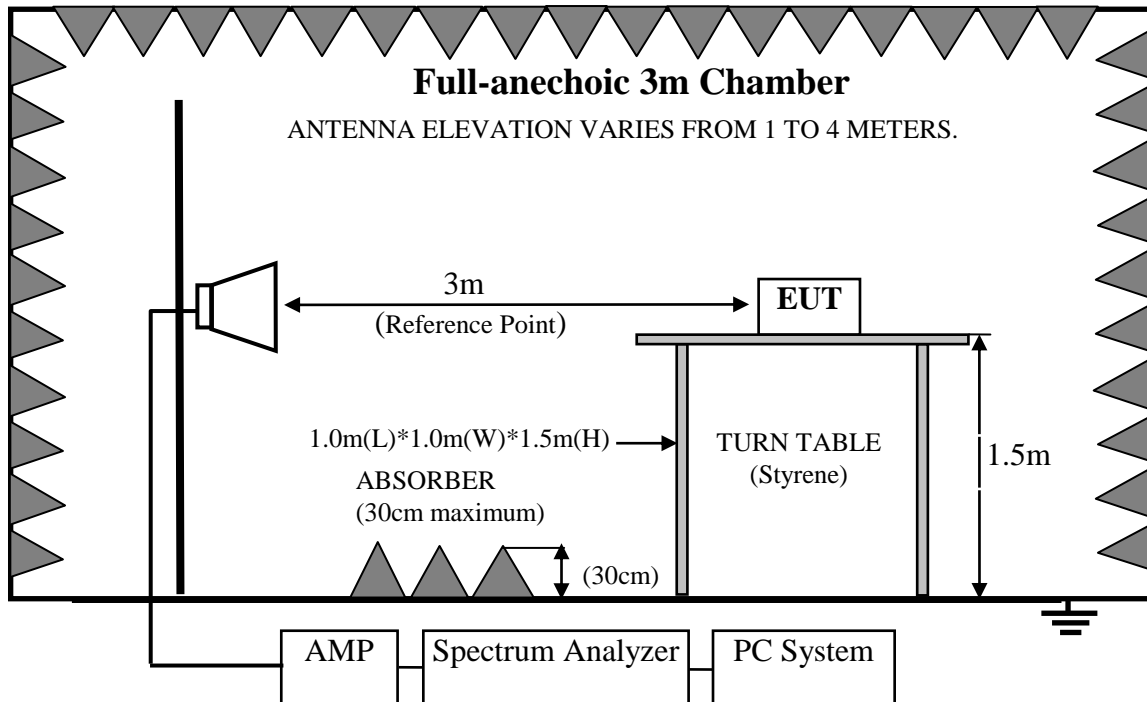 Full-anechoic 3m Chamber
ANTENNA ELEVATION VARIES FROM 1 TO 4 METERS.
3m
(Reference Point)
EUT
1.0m(L)*1.0m(W)*1.5m(H)
TURN TABLE
(Styrene)
1.5m
ABSORBER
(30cm maximum)
(30cm)
AMP
Spectrum Analyzer
PC System